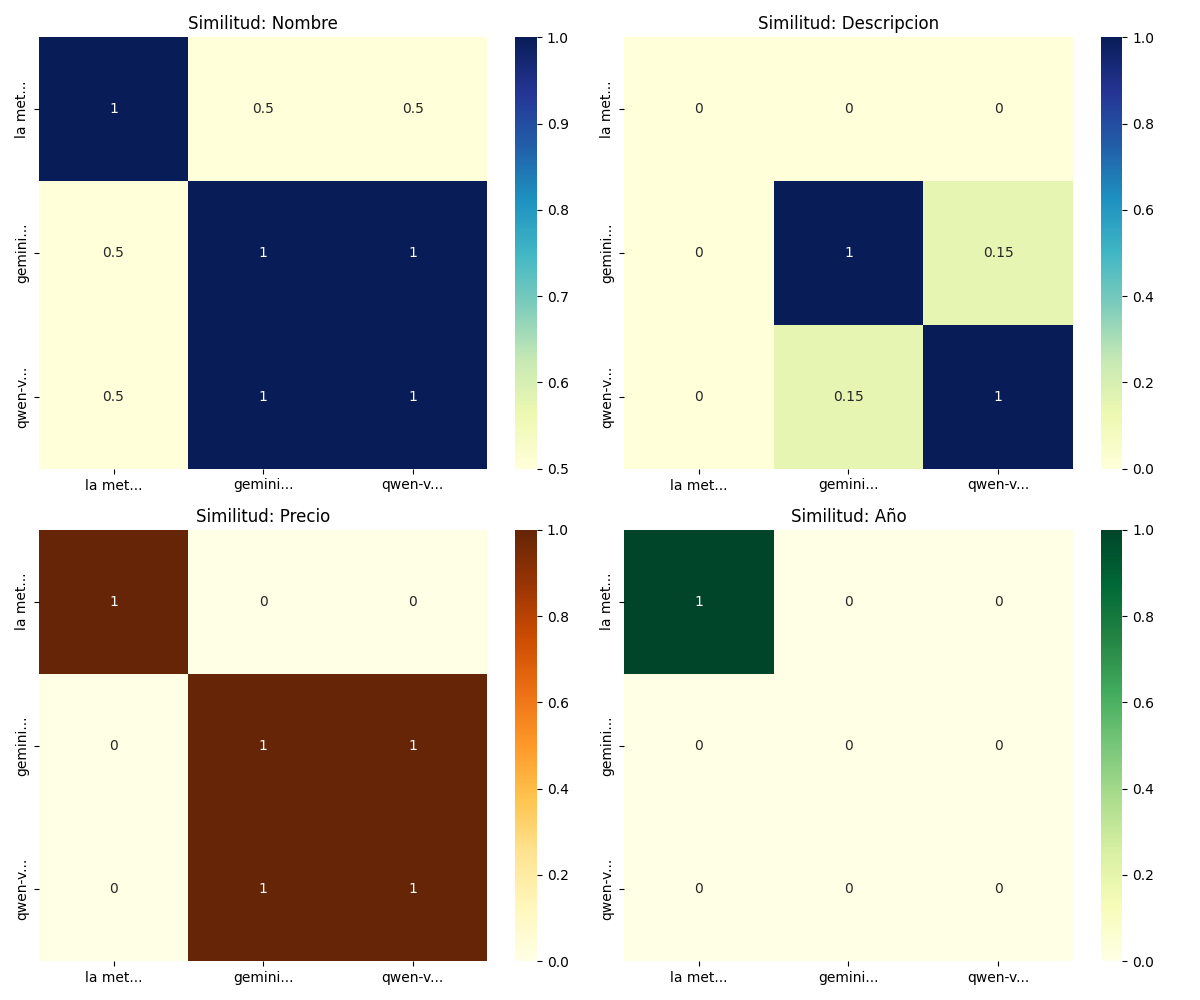 Similitud: Nombre
la met...
1
0.5
0.5
gemini...
0.5
1
1
qwen-v...
0.5
1
1
la met...
gemini...
qwen-v...
1.0
0.9
0.8
0.7
0.6
0.5
Similitud: Descripcion
la met...
0
0
0
gemini...
0
1
0.15
qwen-v...
0
0.15
1
la met...
gemini...
qwen-v...
1.0
0.8
0.6
0.4
0.2
0.0
Similitud: Precio
la met...
1
0
0
gemini...
0
1
1
qwen-v...
0
1
1
la met...
gemini...
qwen-v...
1.0
0.8
0.6
0.4
0.2
0.0
Similitud: Año
la met...
1
0
0
gemini...
0
0
0
qwen-v...
0
0
0
la met...
gemini...
qwen-v...
1.0
0.8
0.6
0.4
0.2
0.0